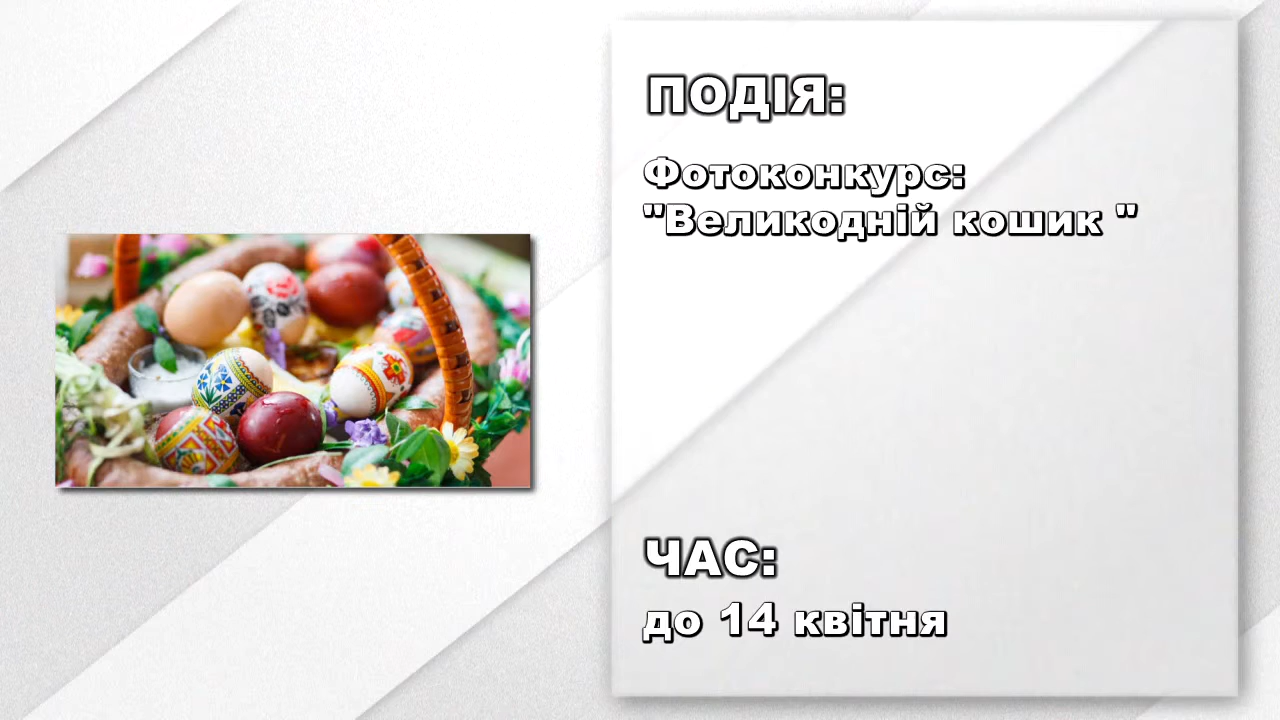 ПОДІЯ:
Фотоконкурс:
"Великодній кошик "
ЧАС:
до 14 квітня